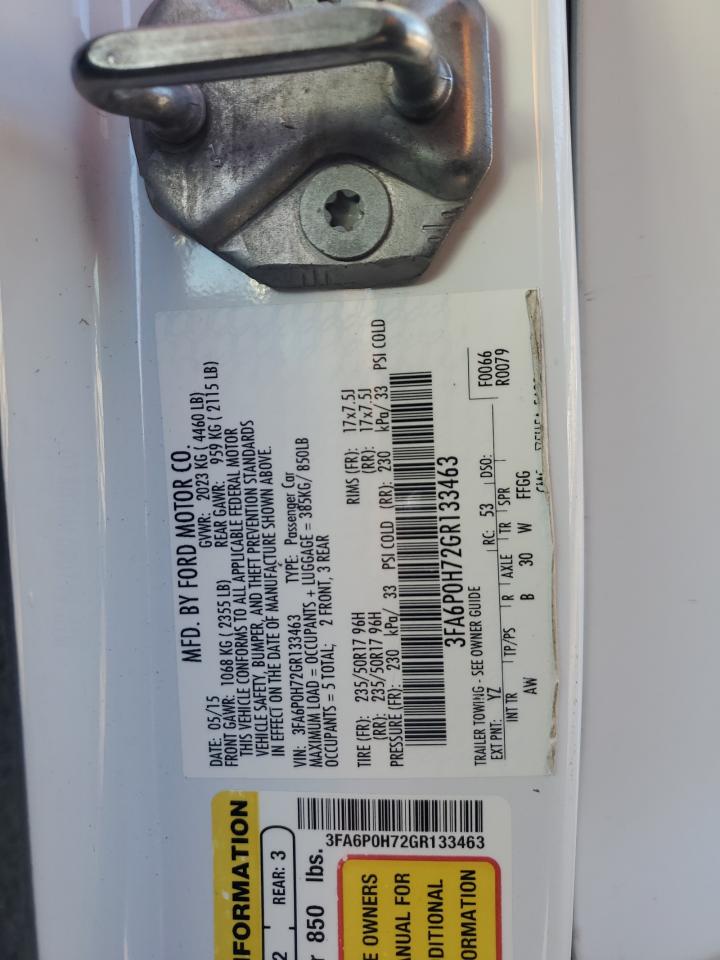 MFD. BY FORD MOTOR CO.
DATE: 05/15 GVWR: 2023 KG ( 4460 LB)
FRONT GAWR: 1068 KG ( 2355 LB) REAR GAWR: 959 KG ( 2115 LB)
THIS VEHICLE CONFORMS TO ALL APPLICABLE FEDERAL MOTOR
VEHICLE SAFETY, BUMPER, AND THEFT PREVENTION STANDARDS
IN EFFECT ON THE DATE OF MANUFACTURE SHOWN ABOVE.
VIN: 3FA6P0H72GR133463 TYPE: Passenger Car
MAXIMUM LOAD = OCCUPANTS + LUGGAGE = 385KG/ 850LB
OCCUPANTS = 5 TOTAL; 2 FRONT, 3 REAR
TIRE (FR): 235/50R17 96H RIMS (FR): 17x7.5J
(RR): 235/50R17 96H (RR): 17x7.5J
PRESSURE (FR): 230 kPa/ 33 PSI COLD (RR): 230 kPa/ 33 PSI COLD
3FA6P0H72GR133463
TRAILER TOWING - SEE OWNER GUIDE
EXT PNT: YZ RC: 53 DSO:
F0066
R0079
INT TR TP/PS R AXLE TR SPR
AW B 30 W FFGG
FORMATION
2 REAR: 3
r 850 lbs.
3FA6P0H72GR133463
E OWNERS
ANUAL FOR
DITIONAL
ORMATION